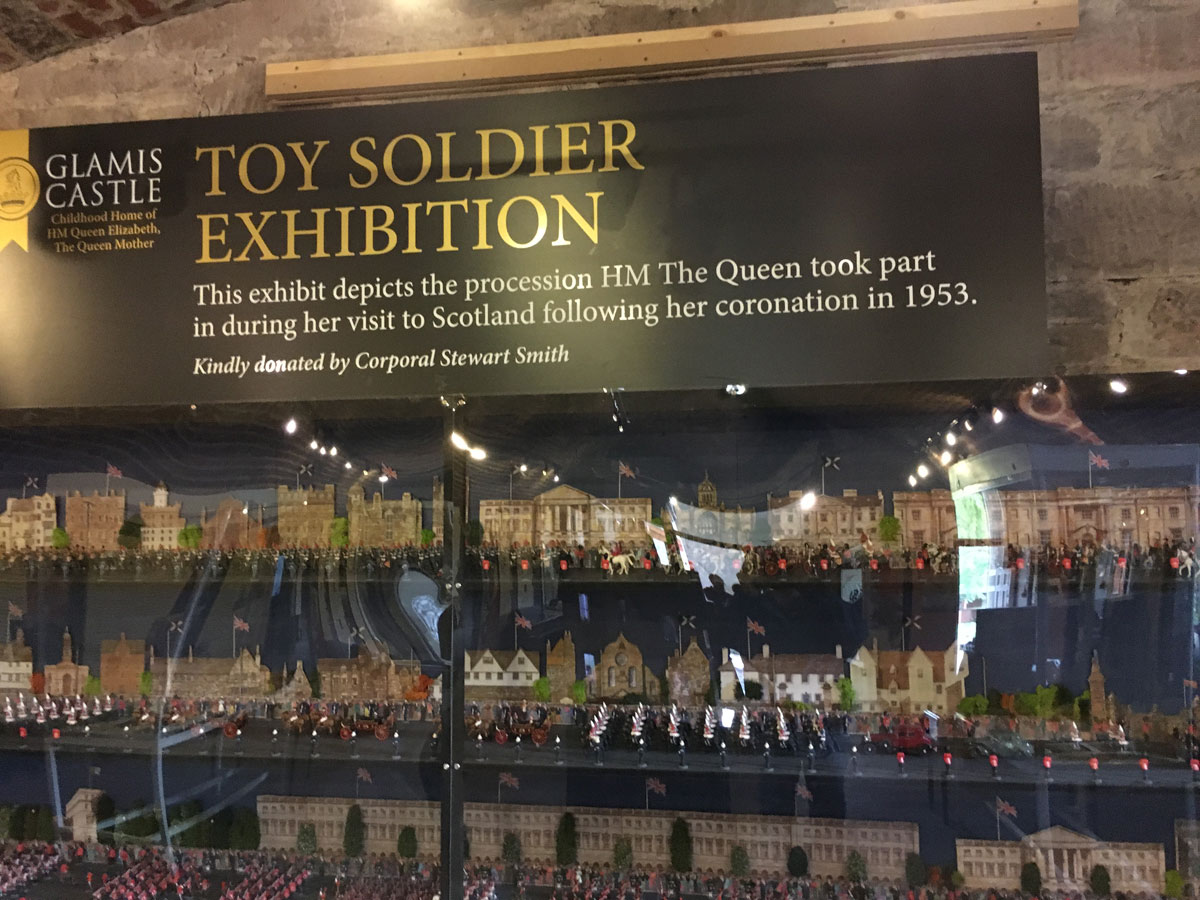 GLAMIS
CASTLE
Childhood Home of
HM Queen Elizabeth,
The Queen Mother
TOY SOLDIER
EXHIBITION
This exhibit depicts the procession HM The Queen took part
in during her visit to Scotland following her coronation in 1953.
Kindly donated by Corporal Stewart Smith